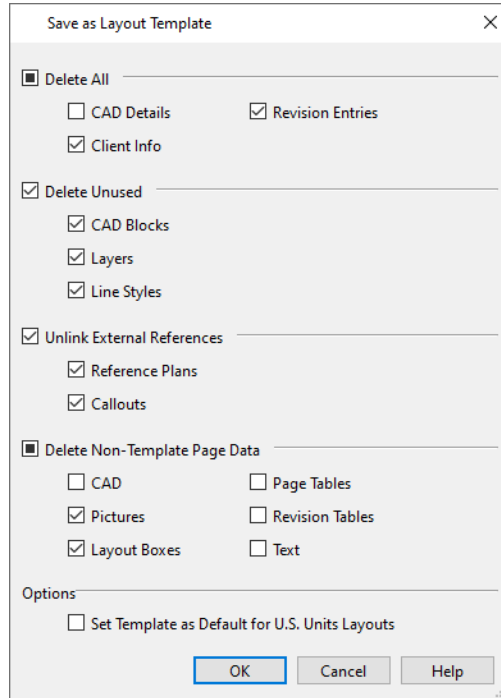 Save as Layout Template
Delete All
CAD Details Revision Entries
Client Info
Delete Unused
CAD Blocks
Layers
Line Styles
Unlink External References
Reference Plans
Callouts
Delete Non-Template Page Data
CAD Page Tables
Pictures Revision Tables
Layout Boxes Text
Options
Set Template as Default for U.S. Units Layouts
OK Cancel Help